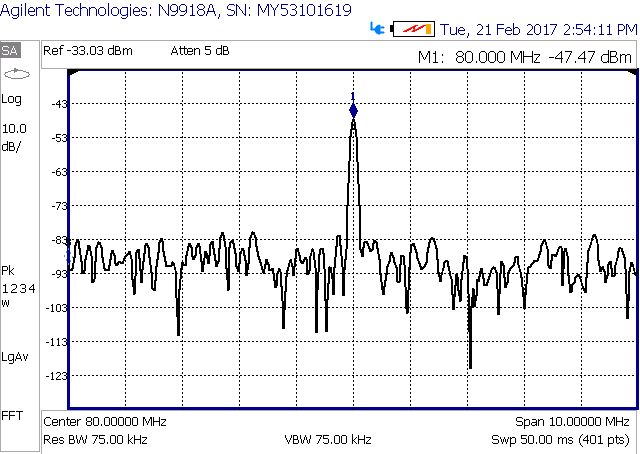 Agilent Technologies: N9918A, SN: MY53101619
Tue, 21 Feb 2017 2:54:11 PM
SA
Ref -33.03 dBm Atten 5 dB
M1: 80.000 MHz -47.47 dBm
Log
10.0
dB/
1
-43
-53
-63
-73
-83
-93
-103
-113
-123
Pk
1234
w
LgAv
FFT
Center 80.00000 MHz Span 10.00000 MHz
Res BW 75.00 kHz VBW 75.00 kHz Swp 50.00 ms (401 pts)